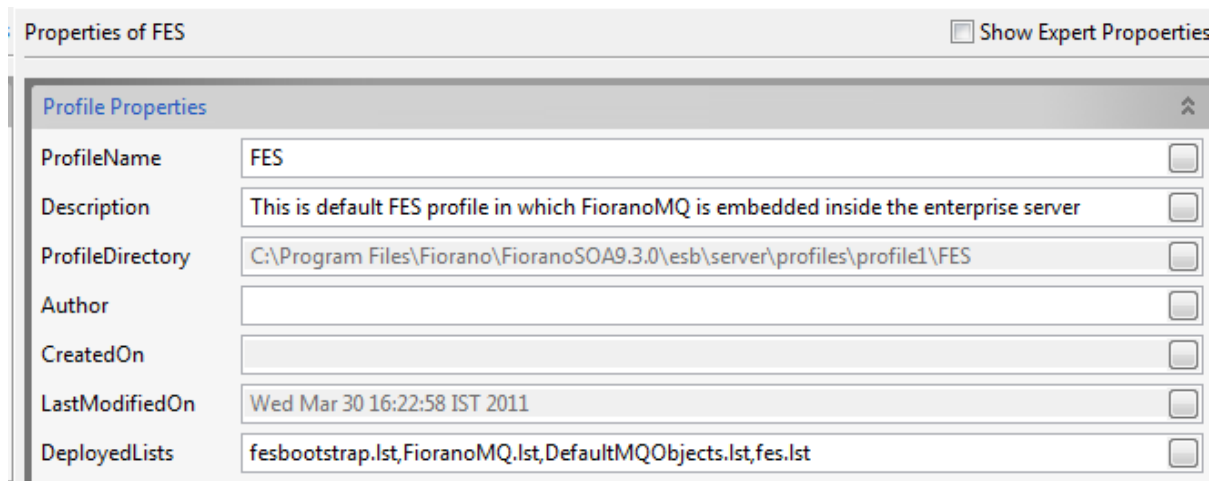 Properties of FES Show Expert Propoerties
Profile Properties
ProfileName FES
Description This is default FES profile in which FioranoMQ is embedded inside the enterprise server
ProfileDirectory C:\Program Files\Fiorano\FioranoSOA9.3.0\esb\server\profiles\profile1\FES
Author
CreatedOn
LastModifiedOn Wed Mar 30 16:22:58 IST 2011
DeployedLists fesbootstrap.lst,FioranoMQ.lst,DefaultMQObjects.lst,fes.lst